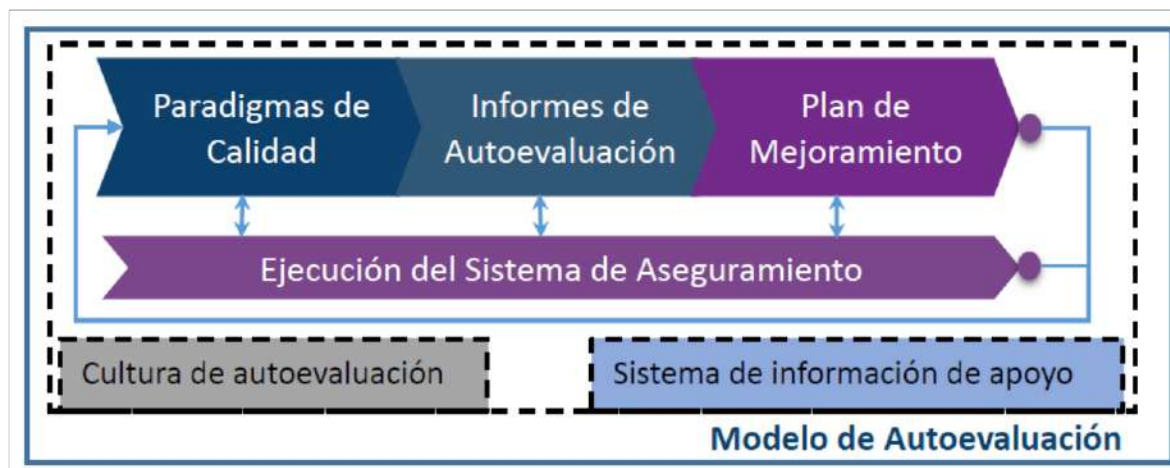 Paradigmas de
Calidad
Informes de
Autoevaluación
Plan de
Mejoramiento
Ejecución del Sistema de Aseguramiento
Cultura de autoevaluación
Sistema de información de apoyo
Modelo de Autoevaluación